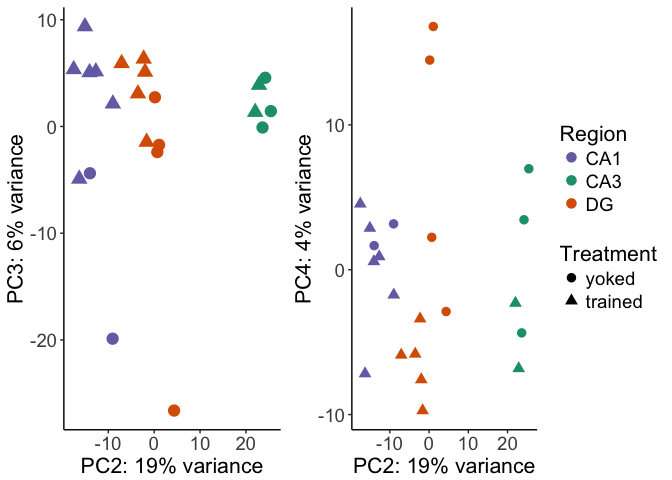 10
0
-10
-20
PC3: 6% variance
-10 0 10 20
PC2: 19% variance
10
0
-10
PC4: 4% variance
-10 0 10 20
PC2: 19% variance
Region
CA1
CA3
DG
Treatment
yoked
trained